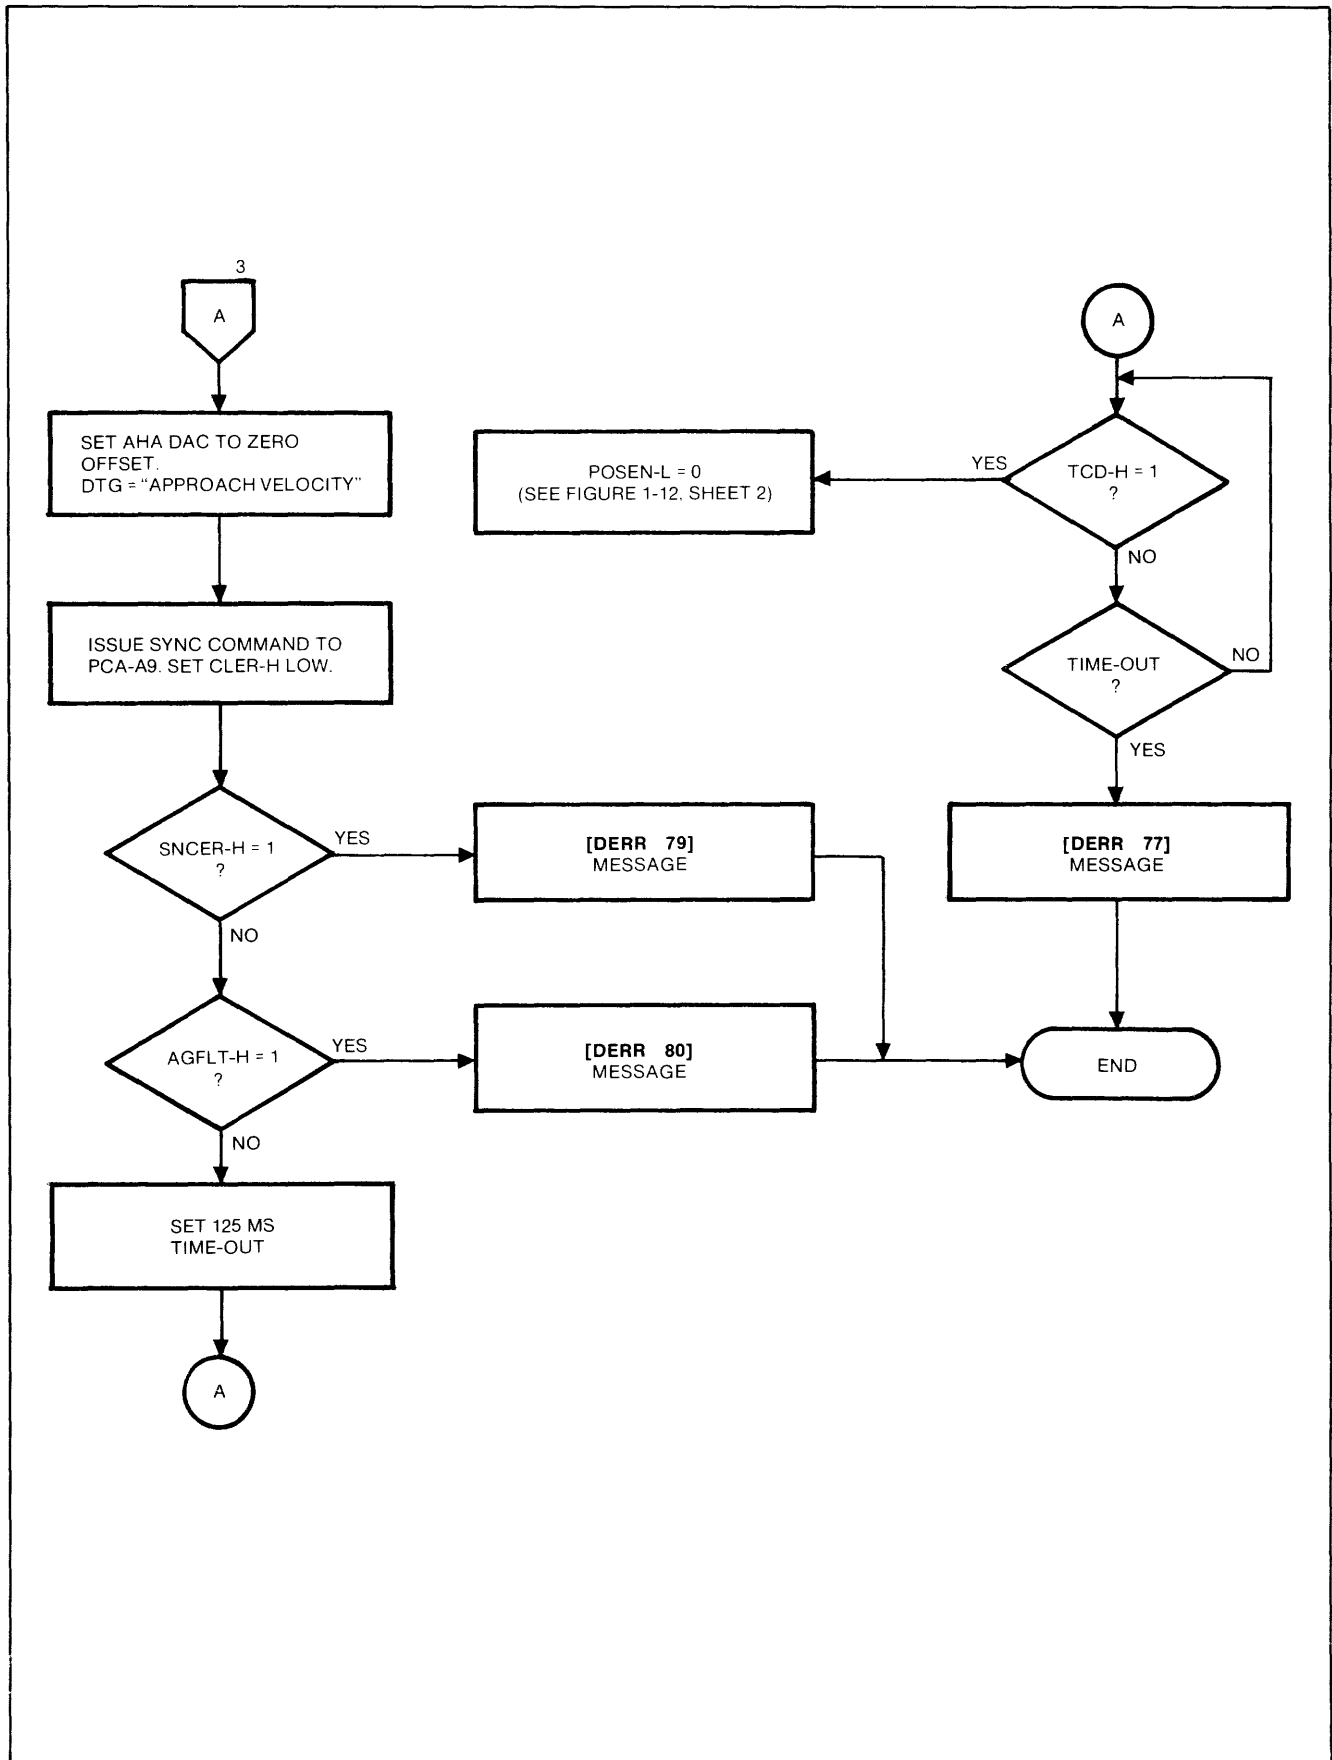 3
A
SET AHA DAC TO ZERO
OFFSET.
DTG = "APPROACH VELOCITY"
ISSUE SYNC COMMAND TO
PCA-A9. SET CLER-H LOW.
SNCER-H = 1
?
YES
NO
[DERR 79]
MESSAGE
AGFLT-H = 1
?
YES
NO
[DERR 80]
MESSAGE
SET 125 MS
TIME-OUT
A
A
TCD-H = 1
?
YES
NO
POSEN-L = 0
(SEE FIGURE 1-12, SHEET 2)
TIME-OUT
?
NO
YES
[DERR 77]
MESSAGE
END